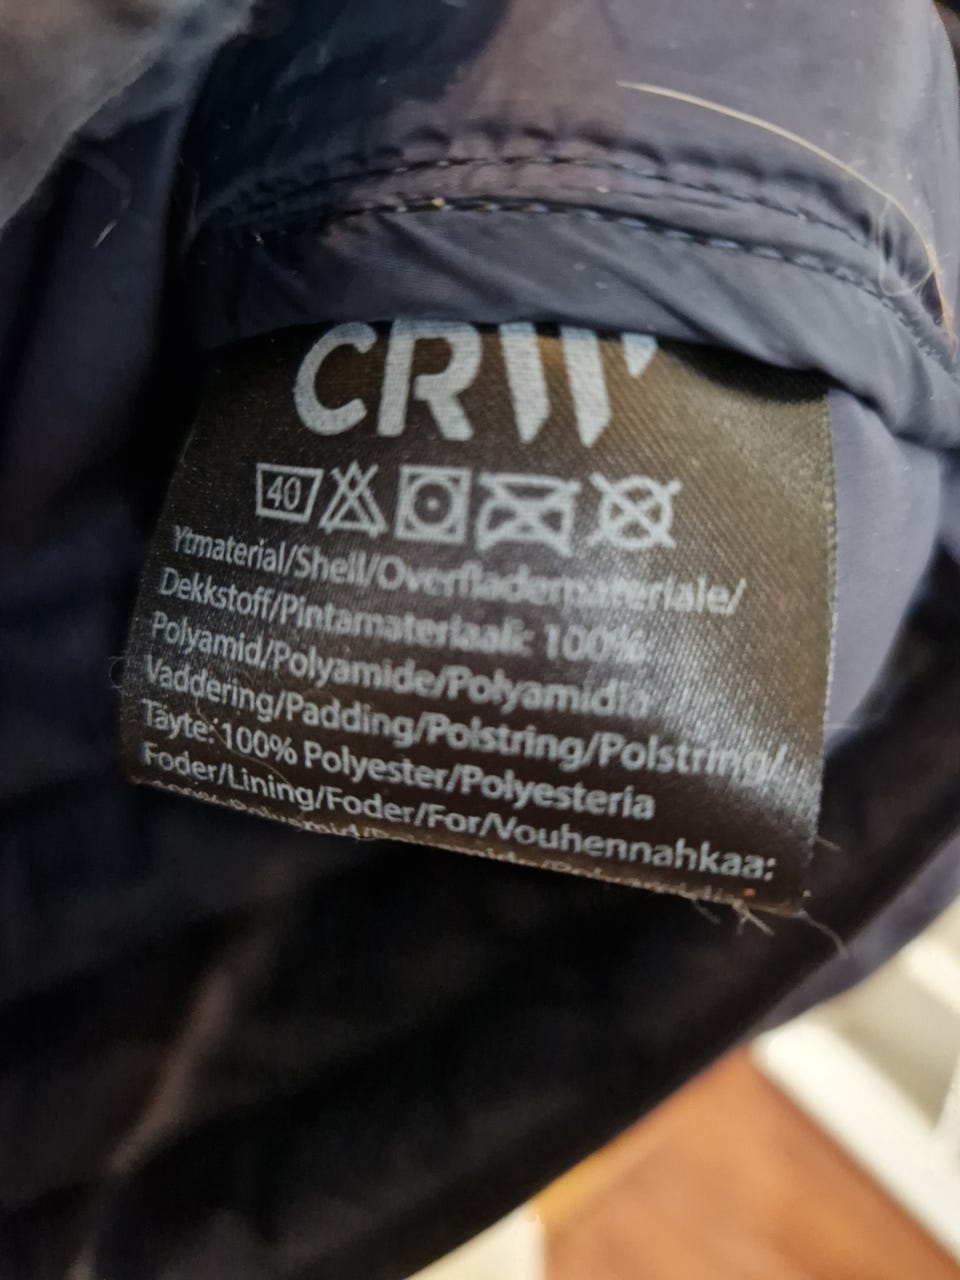 CRW
40
Ytmaterial/Shell/Overflademateriale/
Dekkstoff/Pintamateriaali: 100%
Polyamid/Polyamide/Polyamidia
Vaddering/Padding/Polstring/Polstring/
Täyte: 100% Polyester/Polyesteria
Foder/Lining/Foder/For/Vouhennahkaa: